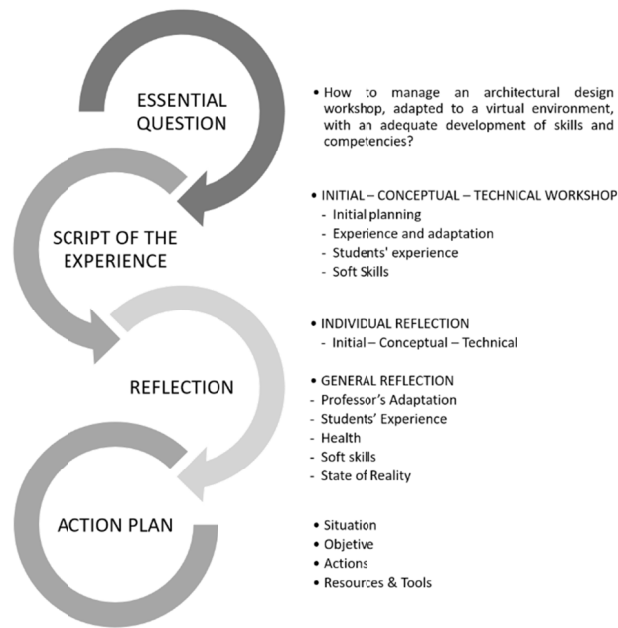 ESSENTIAL
QUESTION
• How to manage an architectural design
workshop, adapted to a virtual environment,
with an adequate development of skills and
competencies?
SCRIPT OF THE
EXPERIENCE
• INITIAL – CONCEPTUAL – TECHNICAL WORKSHOP
- Initial planning
- Experience and adaptation
- Students' experience
- Soft Skills
REFLECTION
• INDIVIDUAL REFLECTION
- Initial – Conceptual – Technical
• GENERAL REFLECTION
- Professor's Adaptation
- Students' Experience
- Health
- Soft skills
- State of Reality
ACTION PLAN
• Situation
• Objetive
• Actions
• Resources & Tools